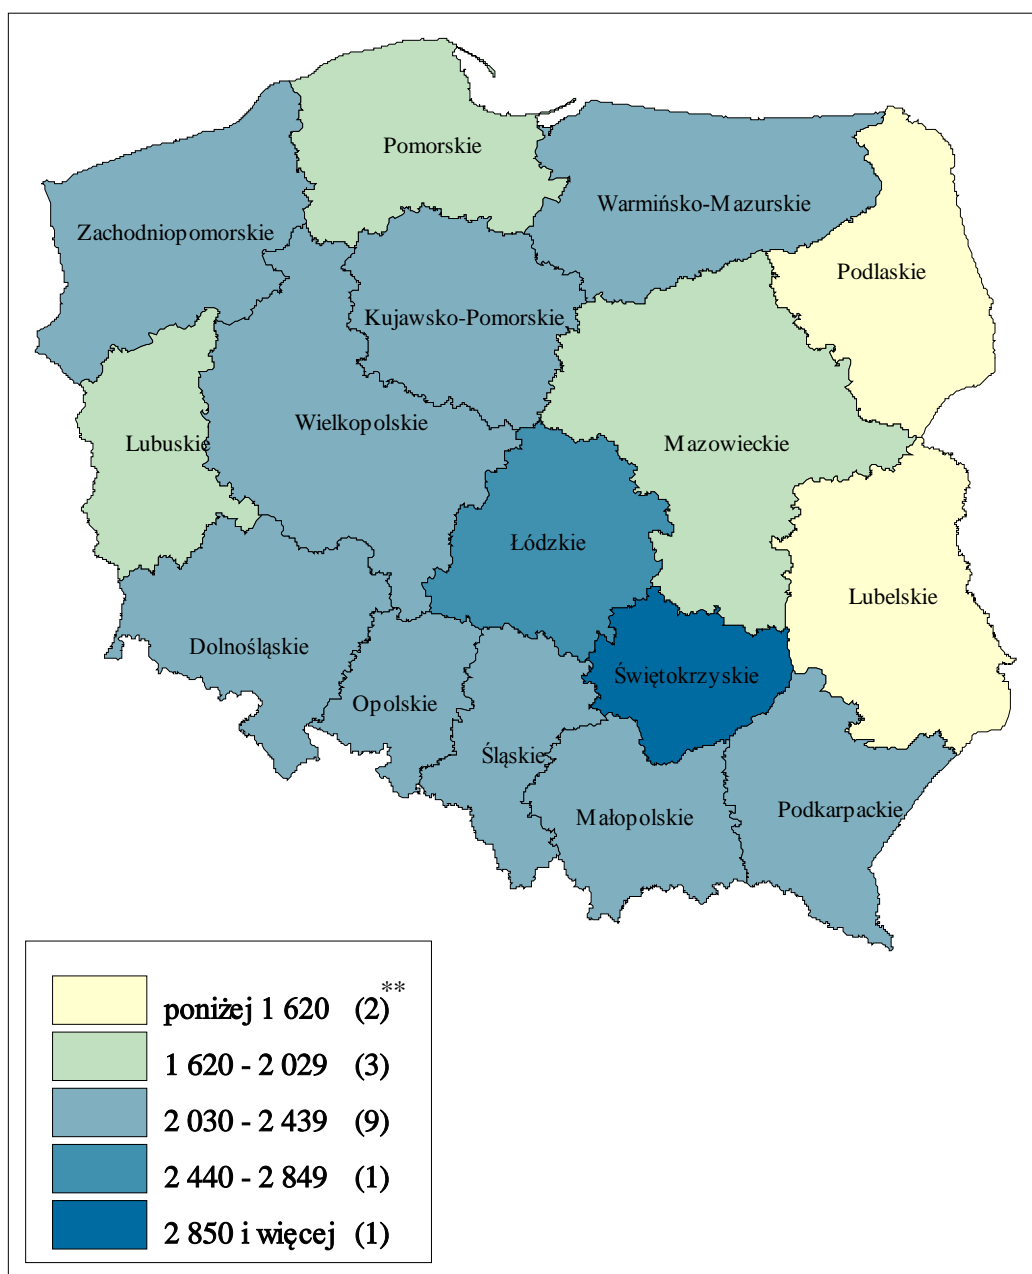 Pomorskie
Warmińsko-Mazurskie
Zachodniopomorskie
Podlaskie
Kujawsko-Pomorskie
Wielkopolskie
Lubuskie
Mazowieckie
Łódzkie
Lubelskie
Dolnośląskie
Świętokrzyskie
Opolskie
Śląskie
Małopolskie
Podkarpackie
poniżej 1 620 (2)**
1 620 - 2 029 (3)
2 030 - 2 439 (9)
2 440 - 2 849 (1)
2 850 i więcej (1)